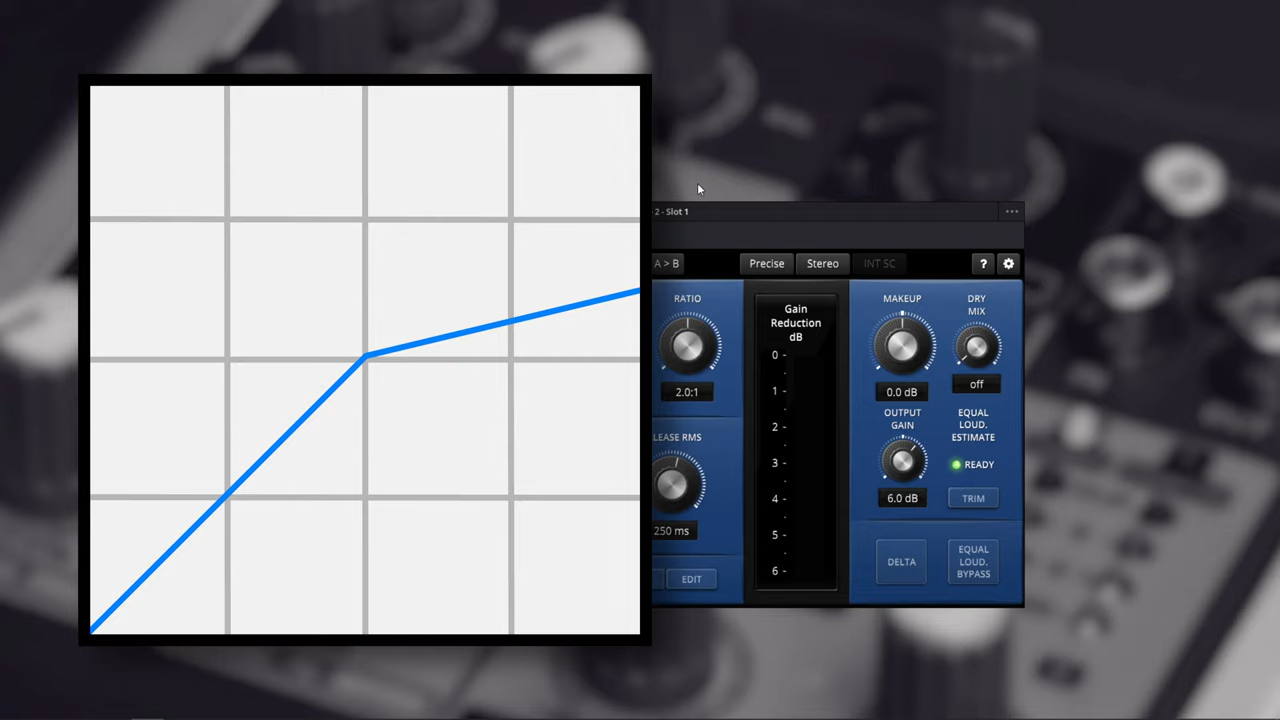 2 - Slot 1
A > B
Precise
Stereo
INT SC
?
RATIO
2.0:1
LEASE RMS
250 ms
EDIT
Gain
Reduction
dB
0
1
2
3
4
5
6
MAKEUP
0.0 dB
DRY
MIX
off
OUTPUT
GAIN
6.0 dB
EQUAL
LOUD.
ESTIMATE
READY
TRIM
DELTA
EQUAL
LOUD.
BYPASS